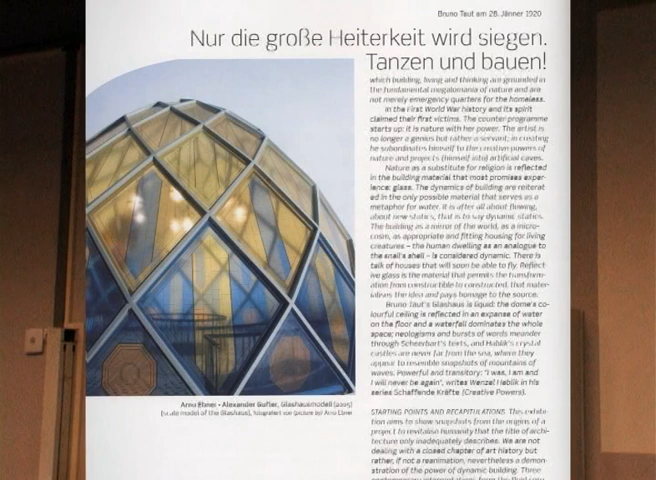 Bruno Taut am 28. Jänner 1920
Nur die große Heiterkeit wird siegen.
Tanzen und bauen!
which building, living and thinking are grounded in
the fundamental megalomania of nature and are
not merely emergency quarters for the homeless.
In the First World War history and its spirit
claimed their first victims. The counter programme
starts up: it is nature with her power. The artist is
no longer a genius but rather a servant; in creating
he subordinates himself to the creative powers of
nature and projects (himself into) artificial caves.
Nature as a substitute for religion is reflected
in the building material that most promises exper-
ience: glass. The dynamics of building are reiterat
ed in the only possible material that serves as a
metaphor for water. It is after all about flowing,
about new statics, that is to say dynamic statics.
The building as a mirror of the world, as a micro-
cosm, as appropriate and fitting housing for living
creatures – the human dwelling as an analogue to
the snail's shell – is considered dynamic. There is
talk of houses that will soon be able to fly. Reflect
ive glass is the material that permits the transform-
ation from constructible to constructed, that mater-
ialises the idea and pays homage to the source.
Bruno Taut's Glashaus is liquid: the dome's co-
lourful ceiling is reflected in an expanse of water
on the floor and a waterfall dominates the whole
space; neologisms and bursts of words meander
through Scheerbart's texts, and Hablik's crystal
castles are never far from the sea, where they
appear to resemble snapshots of mountains of
waves. Powerful and transitory: "I was, I am and
I will never be again", writes Wenzel Hablik in his
series Schaffende Kräfte (Creative Powers).
Arno Ebner - Alexander Gufler, Glashausmodell (2005)
(scale model of the Glashaus), fotografiert von (picture by) Arno Ebner
STARTING POINTS AND RECAPITULATIONS This exhibi-
tion aims to show snapshots from the origins of a
project to revitalise humanity that the title of archi-
tecture only inadequately describes. We are not
dealing with a closed chapter of art history but
rather, if not a reanimation, nevertheless a demon-
stration of the power of dynamic building. Three